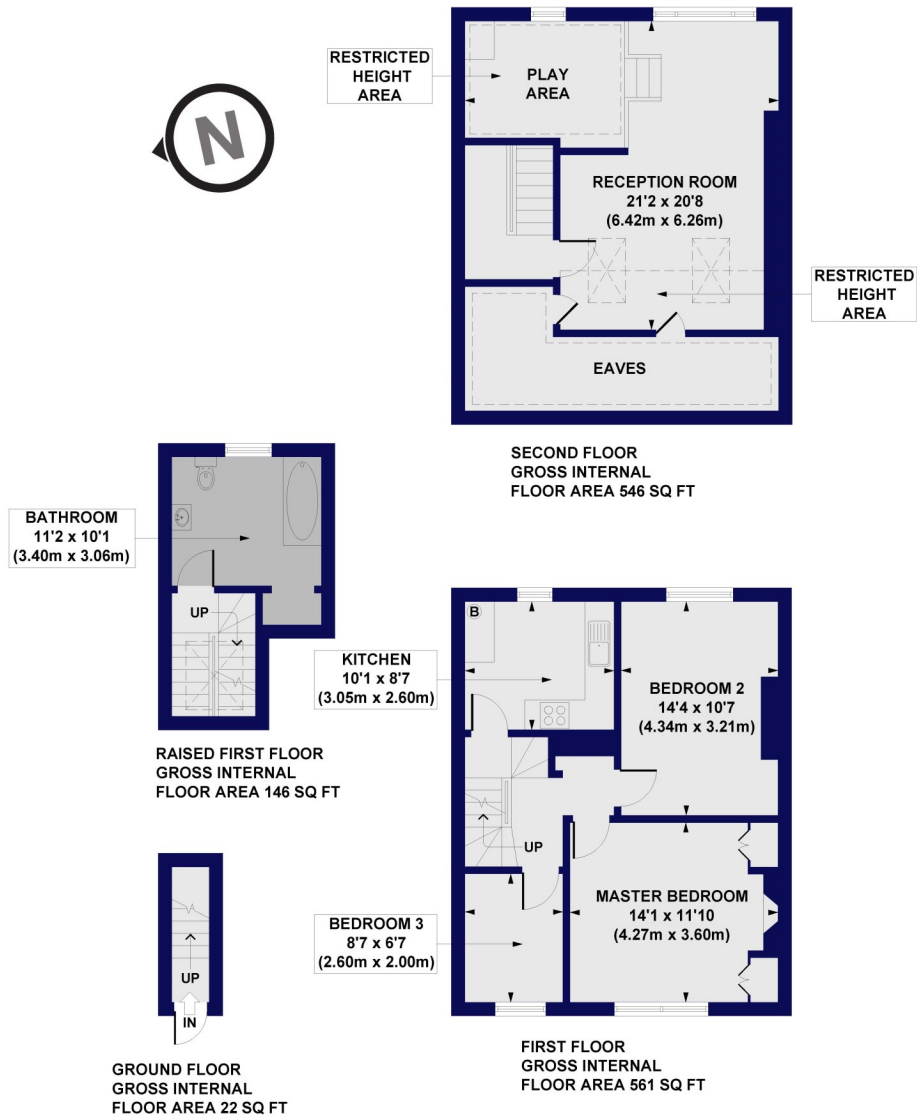 RESTRICTED
HEIGHT
AREA
PLAY
AREA
N
RECEPTION ROOM
21'2 x 20'8
(6.42m x 6.26m)
RESTRICTED
HEIGHT
AREA
EAVES
SECOND FLOOR
GROSS INTERNAL
FLOOR AREA 546 SQ FT
BATHROOM
11'2 x 10'1
(3.40m x 3.06m)
UP
RAISED FIRST FLOOR
GROSS INTERNAL
FLOOR AREA 146 SQ FT
B
KITCHEN
10'1 x 8'7
(3.05m x 2.60m)
BEDROOM 2
14'4 x 10'7
(4.34m x 3.21m)
UP
MASTER BEDROOM
14'1 x 11'10
(4.27m x 3.60m)
BEDROOM 3
8'7 x 6'7
(2.60m x 2.00m)
UP
IN
GROUND FLOOR
GROSS INTERNAL
FLOOR AREA 22 SQ FT
FIRST FLOOR
GROSS INTERNAL
FLOOR AREA 561 SQ FT